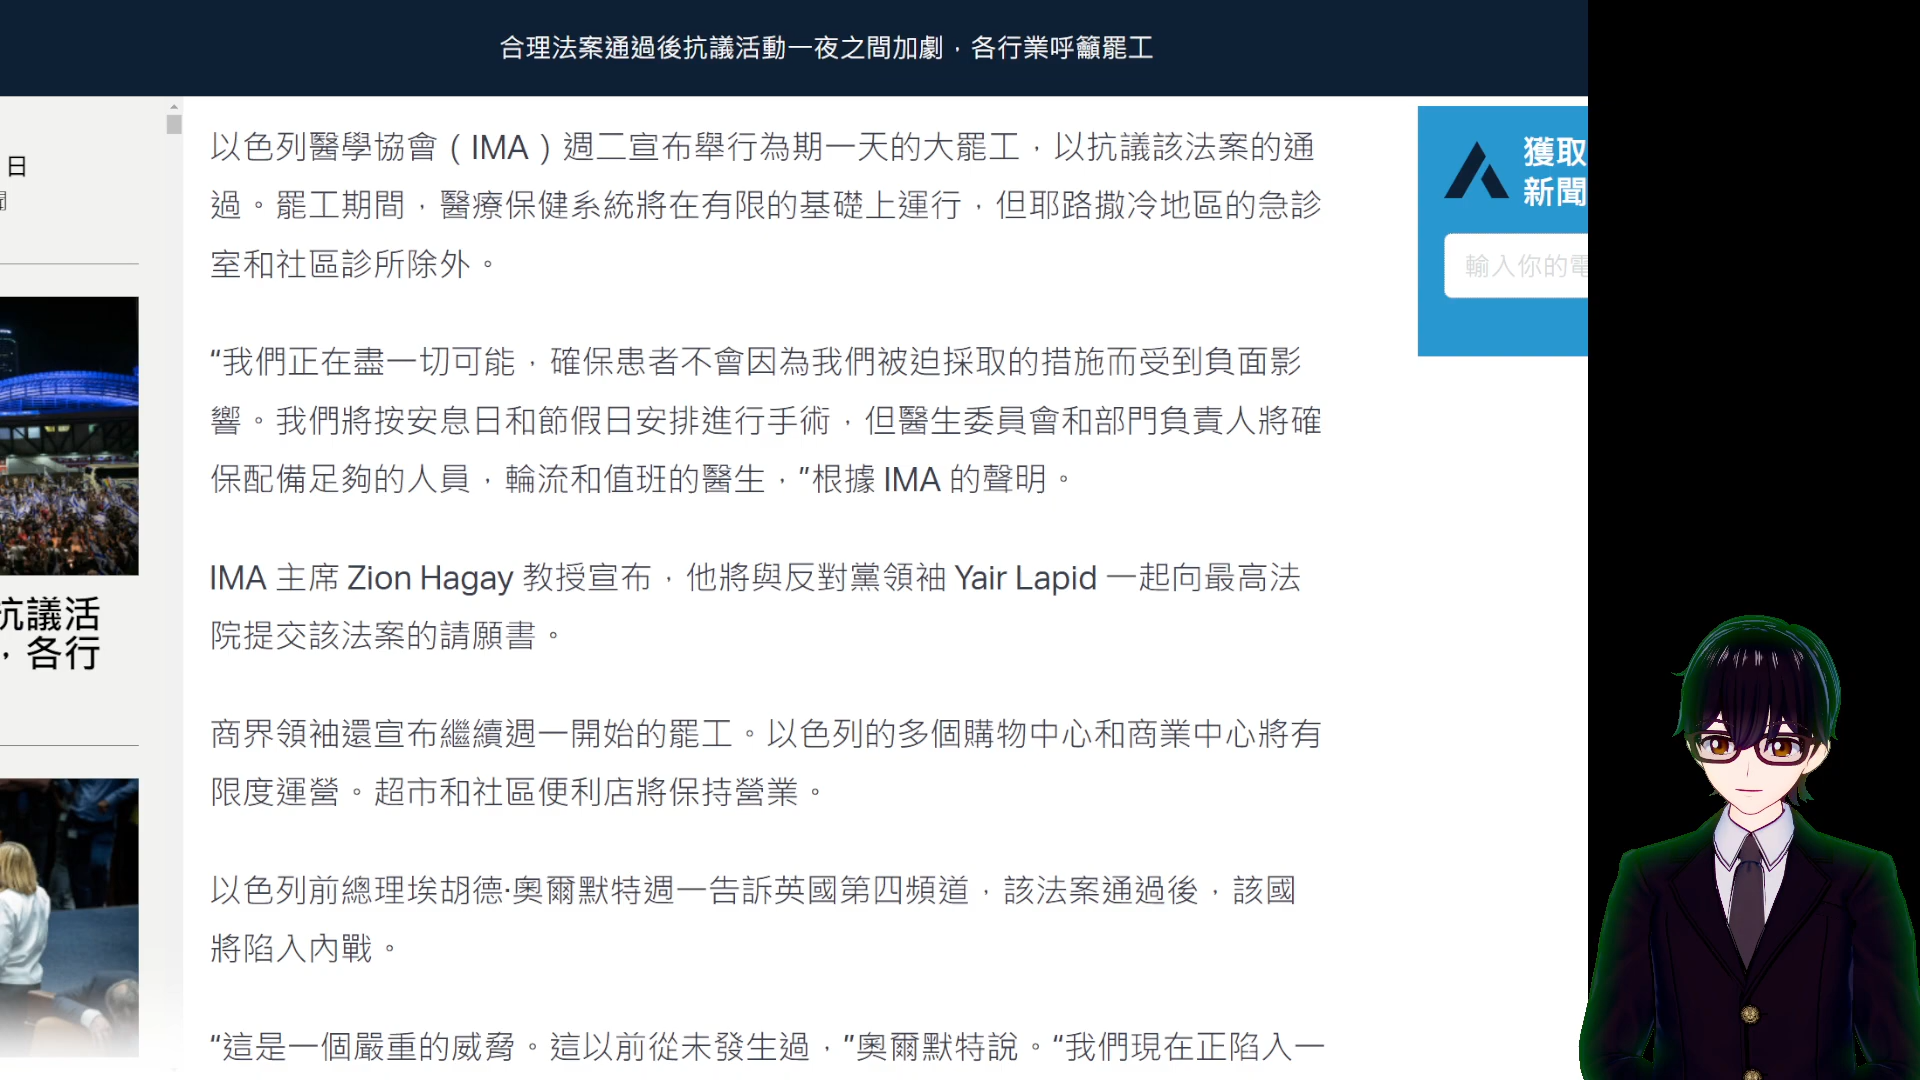 合理法案通過後抗議活動一夜之間加劇，各行業呼籲罷工
日
聞
抗議活
，各行
以色列醫學協會（IMA）週二宣布舉行為期一天的大罷工，以抗議該法案的通
過。罷工期間，醫療保健系統將在有限的基礎上運行，但耶路撒冷地區的急診
室和社區診所除外。
“我們正在盡一切可能，確保患者不會因為我們被迫採取的措施而受到負面影
響。我們將按安息日和節假日安排進行手術，但醫生委員會和部門負責人將確
保配備足夠的人員，輪流和值班的醫生，”根據 IMA 的聲明。
IMA 主席 Zion Hagay 教授宣布，他將與反對黨領袖 Yair Lapid 一起向最高法
院提交該法案的請願書。
商界領袖還宣布繼續週一開始的罷工。以色列的多個購物中心和商業中心將有
限度運營。超市和社區便利店將保持營業。
以色列前總理埃胡德·奧爾默特週一告訴英國第四頻道，該法案通過後，該國
將陷入內戰。
“這是一個嚴重的威脅。這以前從未發生過，”奧爾默特說。“我們現在正陷入一
獲取
新聞
輸入你的電